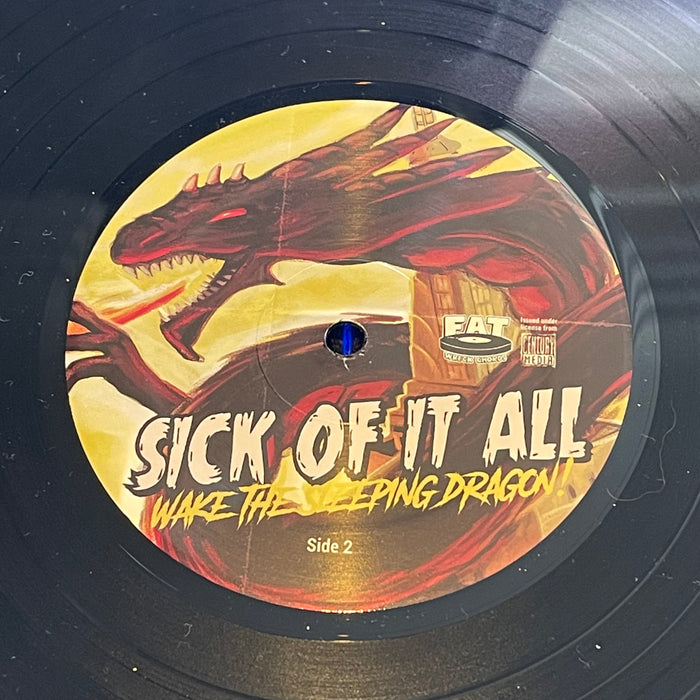 FAT
WRECK CHORDS
Issued under
license from
CENTURY
MEDIA
SICK OF IT ALL
WAKE THE SLEEPING DRAGON!
Side 2